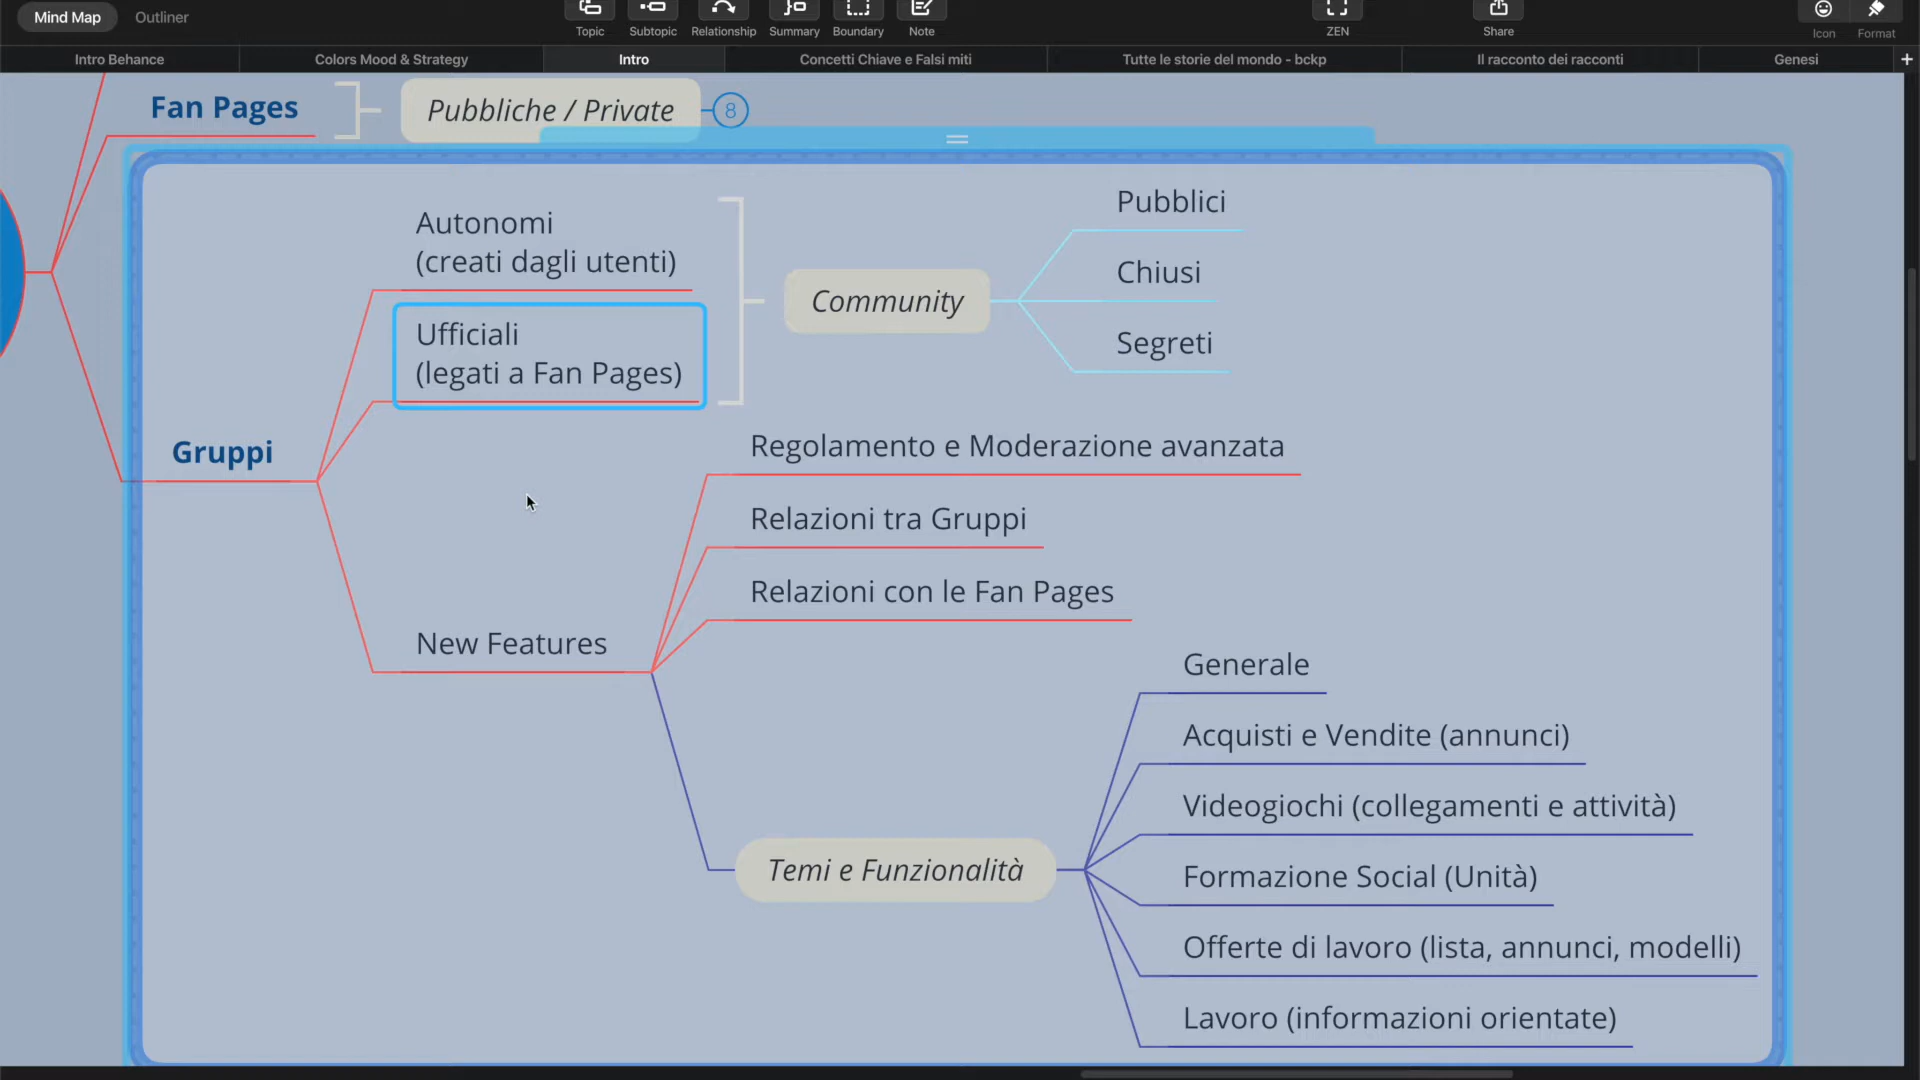 Mind Map
Outliner
Topic
Subtopic
Relationship
Summary
Boundary
Note
ZEN
Share
Icon
Format
Intro Behance
Colors Mood & Strategy
Intro
Concetti Chiave e Falsi miti
Tutte le storie del mondo - bckp
Il racconto dei racconti
Genesi
+
Fan Pages
Pubbliche / Private
8
Gruppi
Autonomi
(creati dagli utenti)
Ufficiali
(legati a Fan Pages)
Community
Pubblici
Chiusi
Segreti
New Features
Regolamento e Moderazione avanzata
Relazioni tra Gruppi
Relazioni con le Fan Pages
Temi e Funzionalità
Generale
Acquisti e Vendite (annunci)
Videogiochi (collegamenti e attività)
Formazione Social (Unità)
Offerte di lavoro (lista, annunci, modelli)
Lavoro (informazioni orientate)